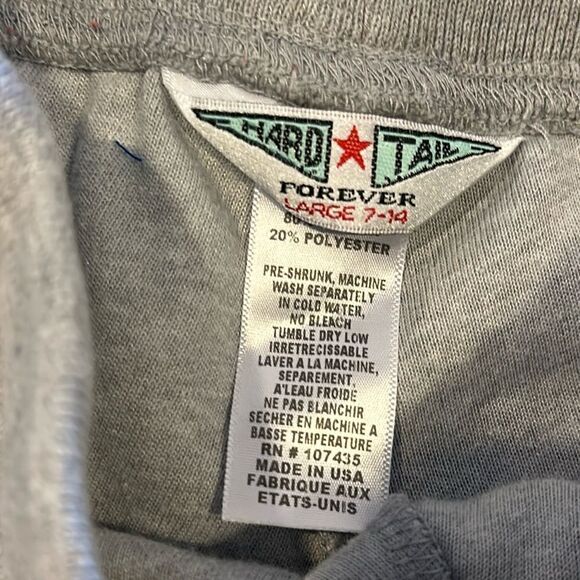 HARD ★ TAIL
FOREVER
LARGE 7-14
20% POLYESTER
PRE-SHRUNK, MACHINE
WASH SEPARATELY
IN COLD WATER,
NO BLEACH
TUMBLE DRY LOW
IRRETRECISSABLE
LAVER A LA MACHINE,
SEPAREMENT,
A'LEAU FROIDE
NE PAS BLANCHIR
SECHER EN MACHINE A
BASSE TEMPERATURE
RN # 107435
MADE IN USA
FABRIQUE AUX
ETATS-UNIS